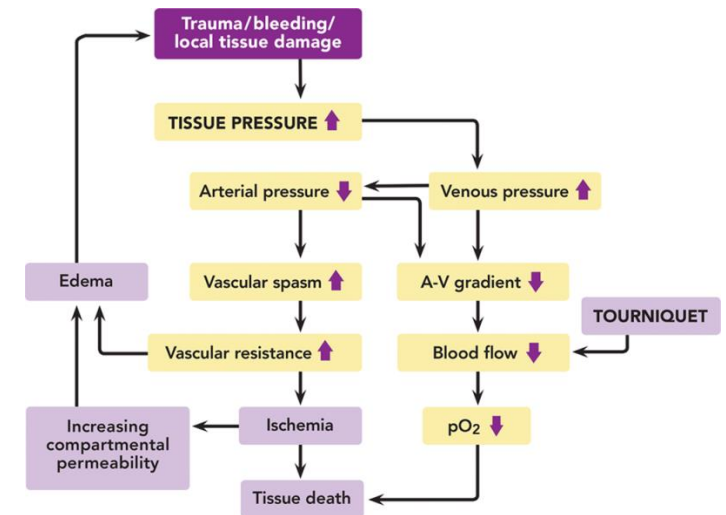 Trauma/bleeding/
local tissue damage
TISSUE PRESSURE
Arterial pressure
Venous pressure
Edema
Vascular spasm
A-V gradient
TOURNIQUET
Vascular resistance
Blood flow
Increasing
compartmental
permeability
Ischemia
pO₂
Tissue death